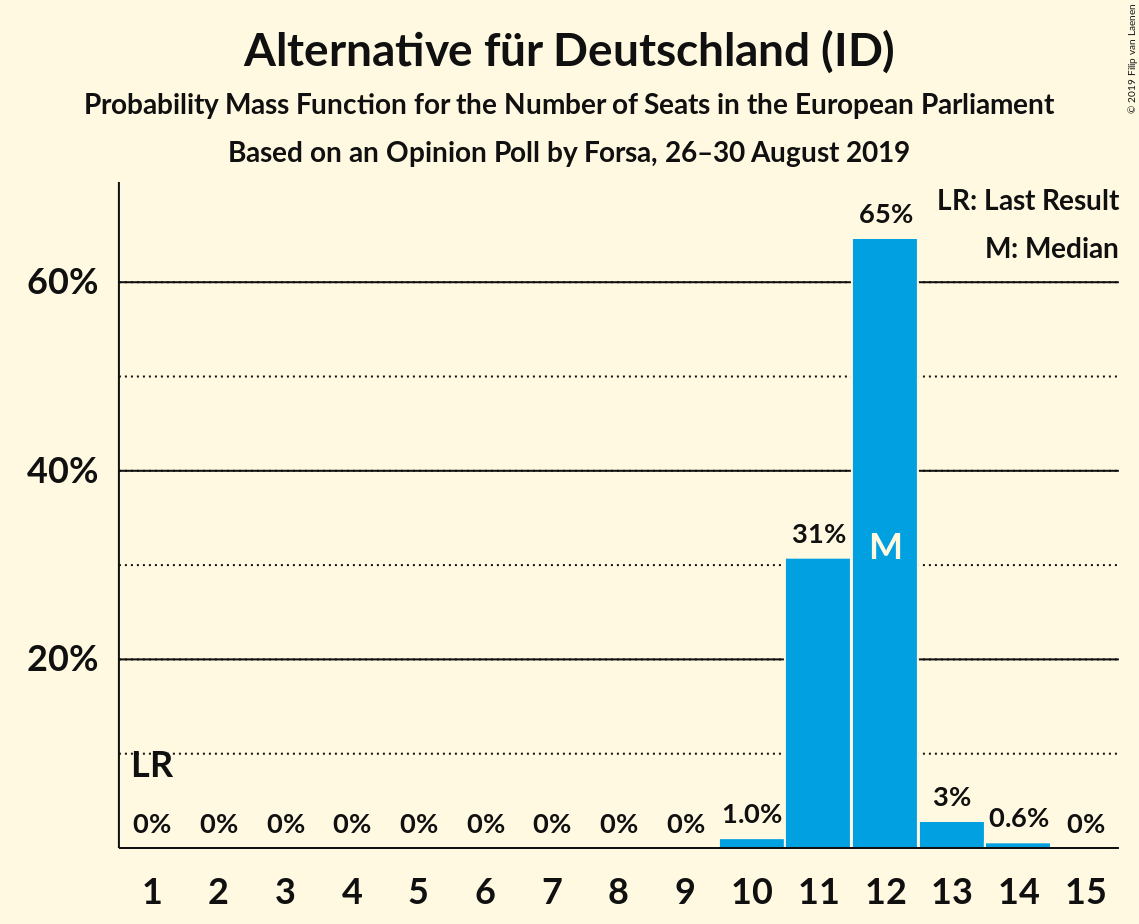 Alternative für Deutschland (ID)
Probability Mass Function for the Number of Seats in the European Parliament
Based on an Opinion Poll by Forsa, 26–30 August 2019
© 2019 Filip van Laenen
LR: Last Result
M: Median
60%
40%
20%
65%
31%
M
LR
0% 0% 0% 0% 0% 0% 0% 0% 0% 1.0% 3% 0.6% 0%
1 2 3 4 5 6 7 8 9 10 11 12 13 14 15